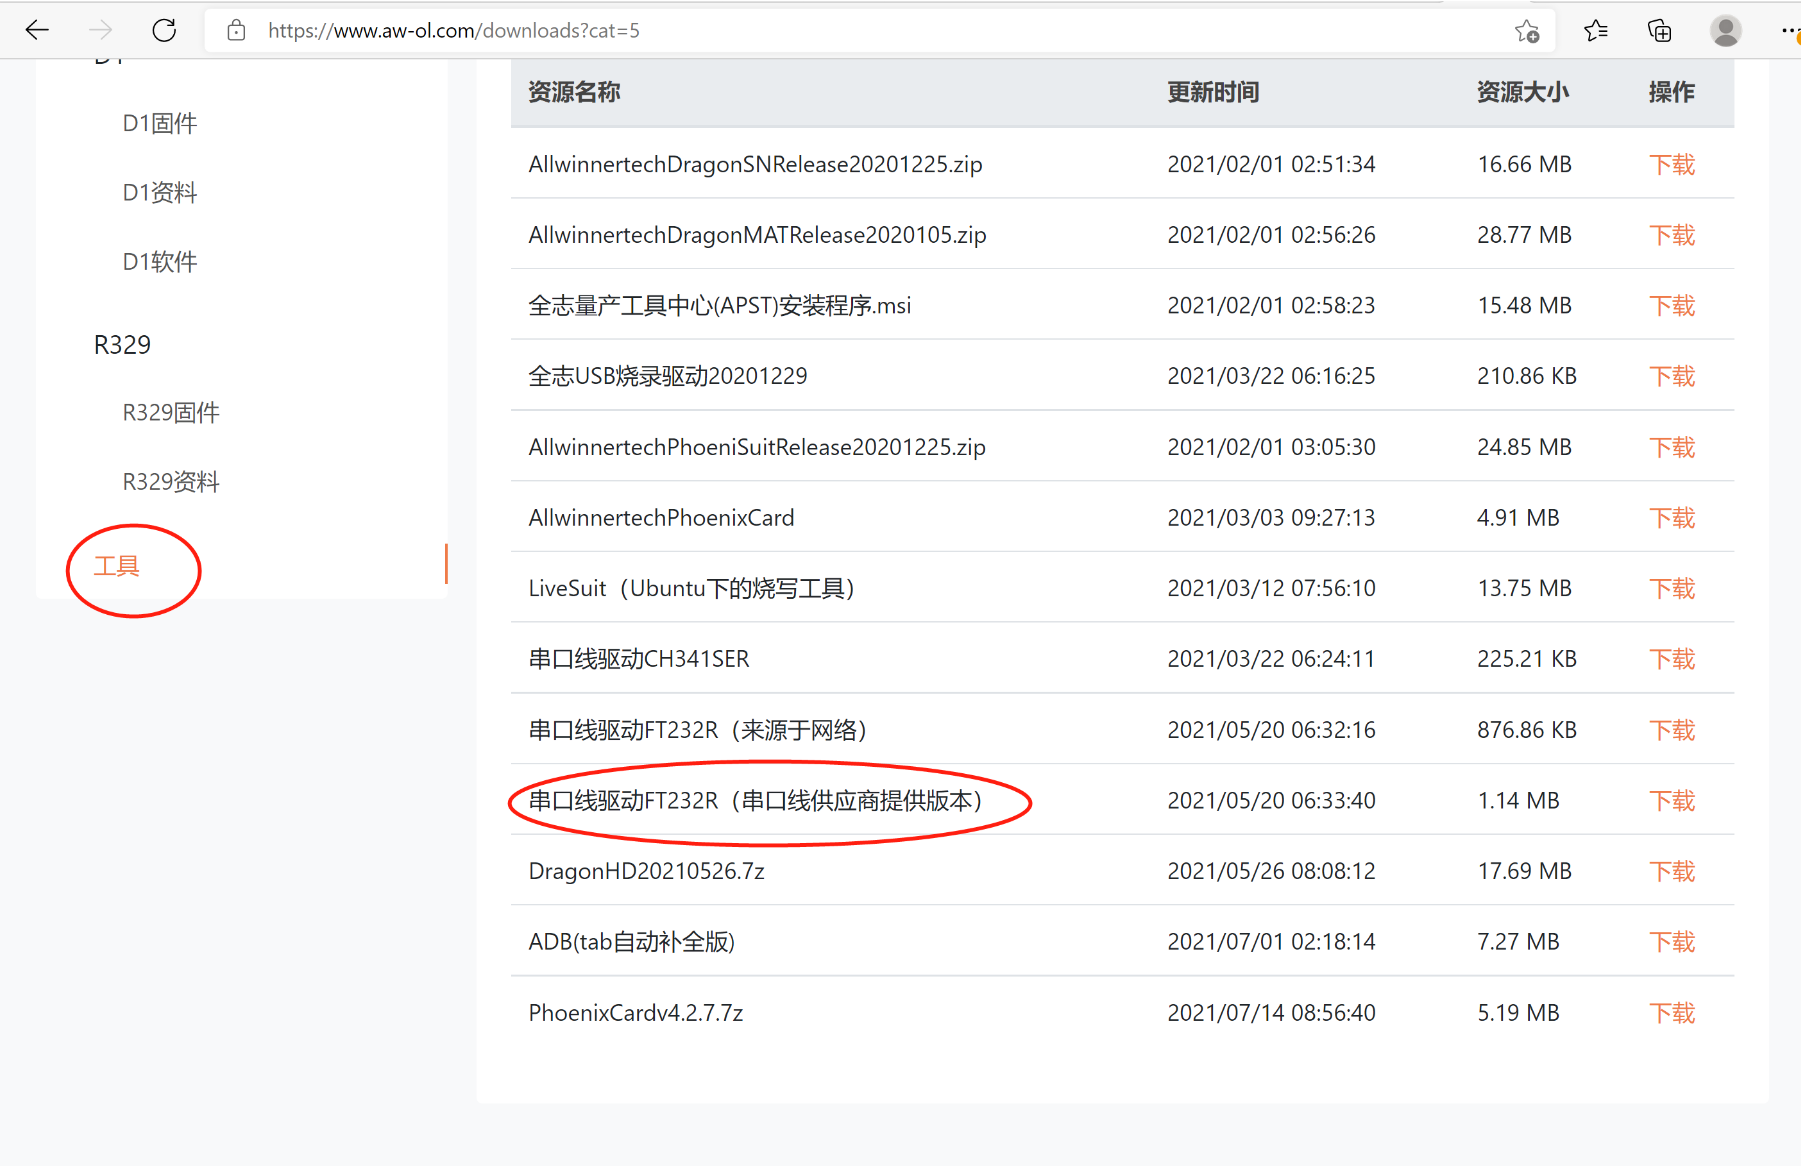 https://www.aw-ol.com/downloads?cat=5
D1固件
D1资料
D1软件
R329
R329固件
R329资料
工具
资源名称 更新时间 资源大小 操作
AllwinnertechDragonSNRelease20201225.zip 2021/02/01 02:51:34 16.66 MB 下载
AllwinnertechDragonMATRelease2020105.zip 2021/02/01 02:56:26 28.77 MB 下载
全志量产工具中心(APST)安装程序.msi 2021/02/01 02:58:23 15.48 MB 下载
全志USB烧录驱动20201229 2021/03/22 06:16:25 210.86 KB 下载
AllwinnertechPhoeniSuitRelease20201225.zip 2021/02/01 03:05:30 24.85 MB 下载
AllwinnertechPhoenixCard 2021/03/03 09:27:13 4.91 MB 下载
LiveSuit（Ubuntu下的烧写工具） 2021/03/12 07:56:10 13.75 MB 下载
串口线驱动CH341SER 2021/03/22 06:24:11 225.21 KB 下载
串口线驱动FT232R（来源于网络） 2021/05/20 06:32:16 876.86 KB 下载
串口线驱动FT232R（串口线供应商提供版本） 2021/05/20 06:33:40 1.14 MB 下载
DragonHD20210526.7z 2021/05/26 08:08:12 17.69 MB 下载
ADB(tab自动补全版) 2021/07/01 02:18:14 7.27 MB 下载
PhoenixCardv4.2.7.7z 2021/07/14 08:56:40 5.19 MB 下载